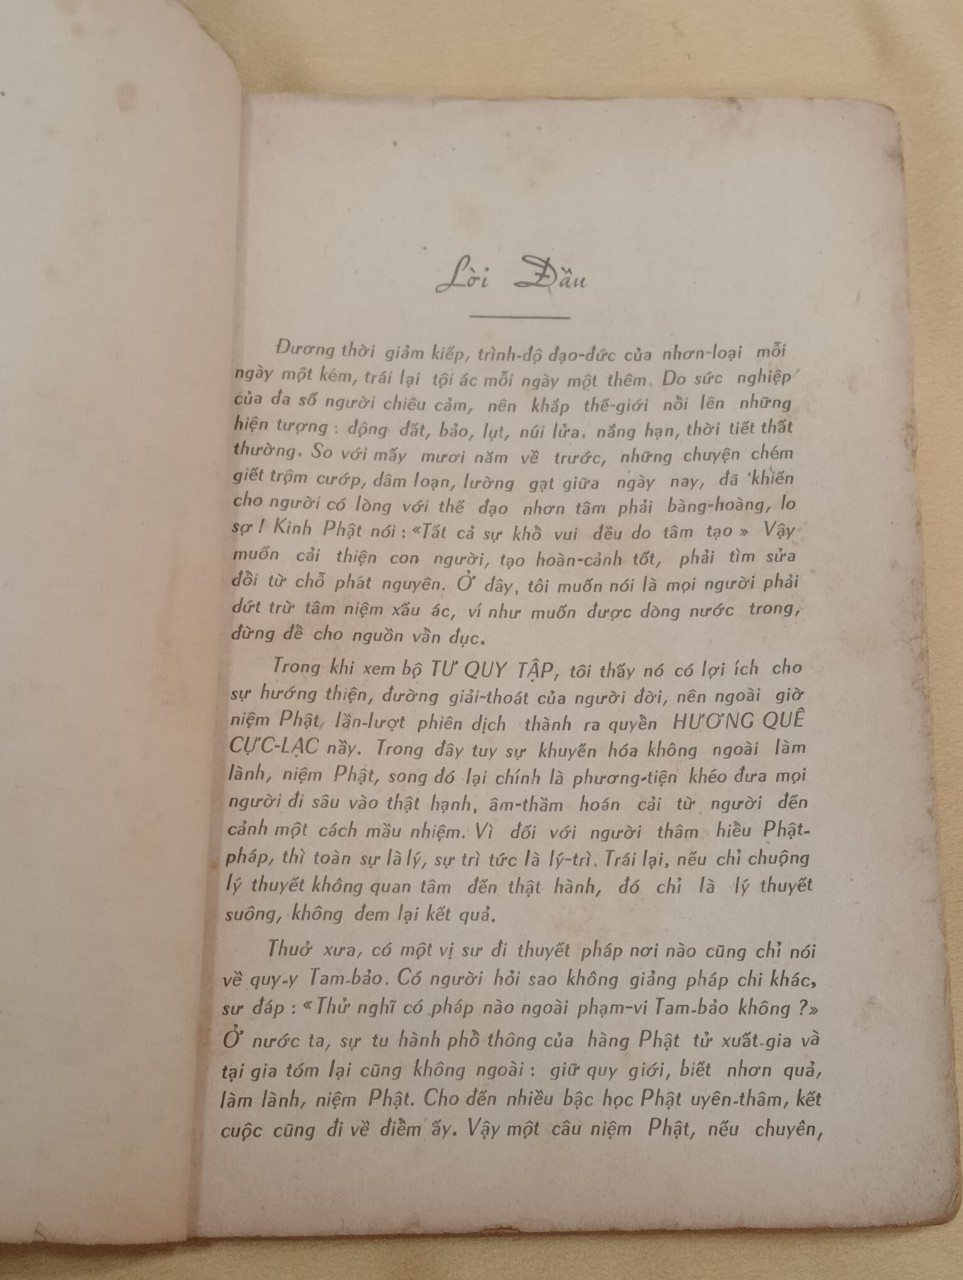 Lời Đầu
Đương thời giảm kiếp, trình-độ đạo-đức của nhơn-loại mỗi
ngày một kém, trái lại tội ác mỗi ngày một thêm. Do sức nghiệp
của đa số người chiêu cảm, nên khắp thế-giới nổi lên những
hiện tượng : động đất, bảo, lụt, núi lửa, nắng hạn, thời tiết thất
thường. So với mấy mươi năm về trước, những chuyện chém
giết trộm cướp, dâm loạn, lường gạt giữa ngày nay, đã khiến
cho người có lòng với thế đạo nhơn tâm phải bàng-hoàng, lo
sợ ! Kinh Phật nói : «Tất cả sự khổ vui đều do tâm tạo» Vậy
muốn cải thiện con người, tạo hoàn-cảnh tốt, phải tìm sửa
đổi từ chỗ phát nguyên. Ở đây, tôi muốn nói là mọi người phải
dứt trừ tâm niệm xấu ác, ví như muốn được dòng nước trong,
đừng để cho nguồn vẩn đục.
Trong khi xem bộ TƯ QUY TẬP, tôi thấy nó có lợi ích cho
sự hướng thiện, đường giải-thoát của người đời, nên ngoài giờ
niệm Phật, lần-lượt phiên dịch thành ra quyển HƯƠNG QUÊ
CỰC-LẠC nầy. Trong đây tuy sự khuyến hóa không ngoài làm
lành, niệm Phật, song đó lại chính là phương-tiện khéo đưa mọi
người đi sâu vào thật hạnh, âm-thầm hoán cải từ người đến
cảnh một cách mầu nhiệm. Vì đối với người thâm hiểu Phật-
pháp, thì toàn sự là lý, sự trì tức là lý-trì. Trái lại, nếu chỉ chuộng
lý thuyết không quan tâm đến thật hành, đó chỉ là lý thuyết
suông, không đem lại kết quả.
Thuở xưa, có một vị sư đi thuyết pháp nơi nào cũng chỉ nói
về quy-y Tam-bảo. Có người hỏi sao không giảng pháp chi khác,
sư đáp : «Thử nghĩ có pháp nào ngoài phạm-vi Tam-bảo không ?»
Ở nước ta, sự tu hành phổ thông của hàng Phật tử xuất-gia và
tại gia tóm lại cũng không ngoài : giữ quy giới, biết nhơn quả,
làm lành, niệm Phật. Cho đến nhiều bậc học Phật uyên-thâm, kết
cuộc cũng đi về điểm ấy. Vậy một câu niệm Phật, nếu chuyên,